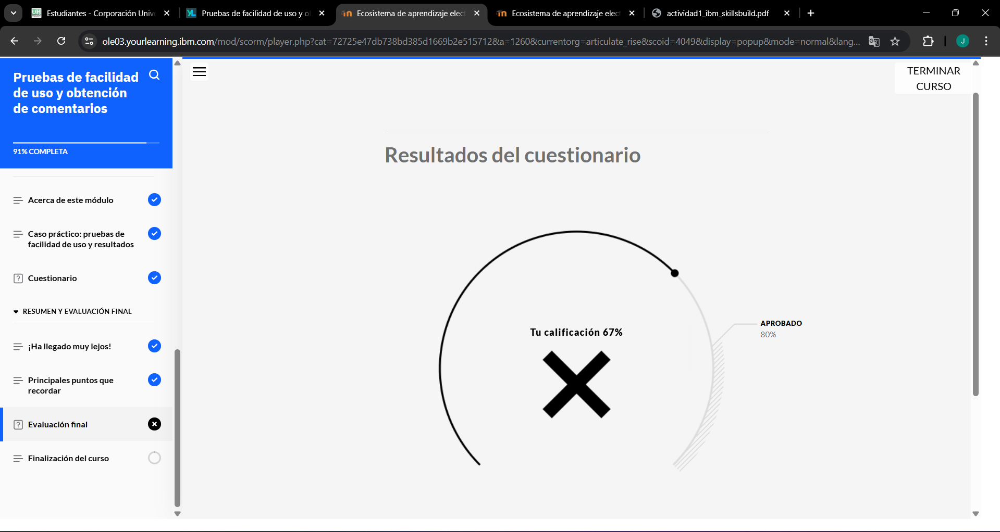 Estudiantes - Corporación Unive
Pruebas de facilidad de uso y o
Ecosistema de aprendizaje elect
Ecosistema de aprendizaje elect
actividad1_ibm_skillsbuild.pdf
ole03.yourlearning.ibm.com/mod/scorm/player.php?cat=72725e47db738bd385d1669b2e515712&a=1260&currentorg=articulate_rise&scoid=4049&display=popup&mode=normal&lang...
J
Pruebas de facilidad
de uso y obtención
de comentarios
91% COMPLETA
Acerca de este módulo
Caso práctico: pruebas de
facilidad de uso y resultados
Cuestionario
RESUMEN Y EVALUACIÓN FINAL
¡Ha llegado muy lejos!
Principales puntos que
recordar
Evaluación final
Finalización del curso
TERMINAR
CURSO
Resultados del cuestionario
Tu calificación 67%
APROBADO
80%